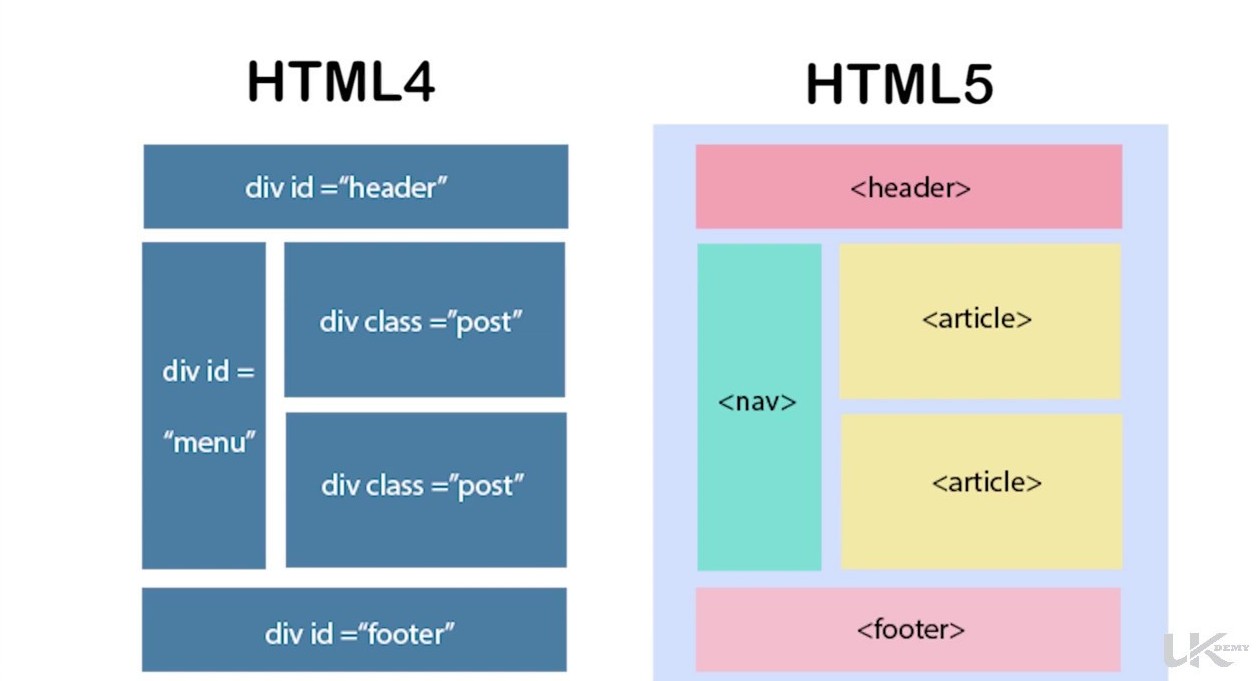 HTML4
HTML5
div id =“header”
<header>
div id =
“menu”
div class =”post”
div class =”post”
<nav>
<article>
<article>
div id =“footer”
<footer>
UK
DEMY